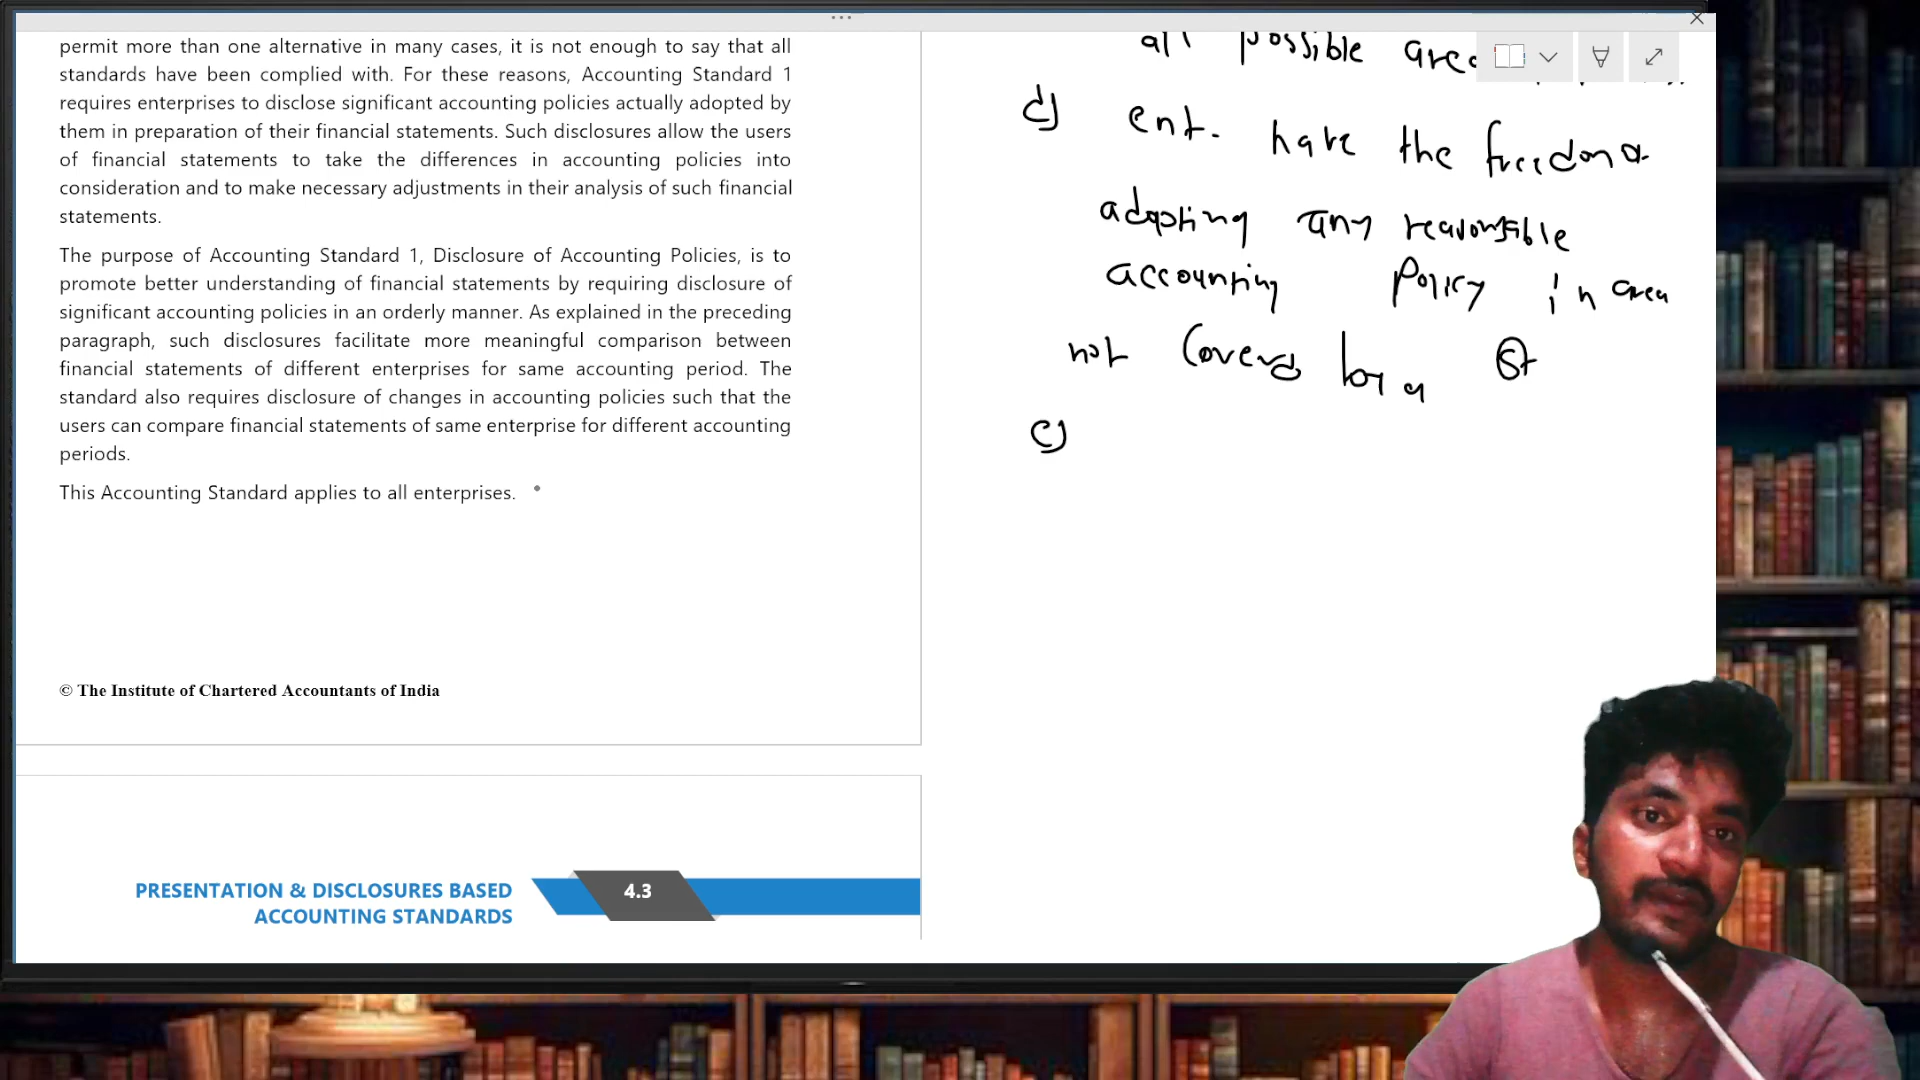 permit more than one alternative in many cases, it is not enough to say that all
standards have been complied with. For these reasons, Accounting Standard 1
requires enterprises to disclose significant accounting policies actually adopted by
them in preparation of their financial statements. Such disclosures allow the users
of financial statements to take the differences in accounting policies into
consideration and to make necessary adjustments in their analysis of such financial
statements.
The purpose of Accounting Standard 1, Disclosure of Accounting Policies, is to
promote better understanding of financial statements by requiring disclosure of
significant accounting policies in an orderly manner. As explained in the preceding
paragraph, such disclosures facilitate more meaningful comparison between
financial statements of different enterprises for same accounting period. The
standard also requires disclosure of changes in accounting policies such that the
users can compare financial statements of same enterprise for different accounting
periods.
This Accounting Standard applies to all enterprises.
© The Institute of Chartered Accountants of India
PRESENTATION & DISCLOSURES BASED
ACCOUNTING STANDARDS
4.3
all possible area
d) ent. have the freedom
adopting any
accounting policy in area
not by a
e)